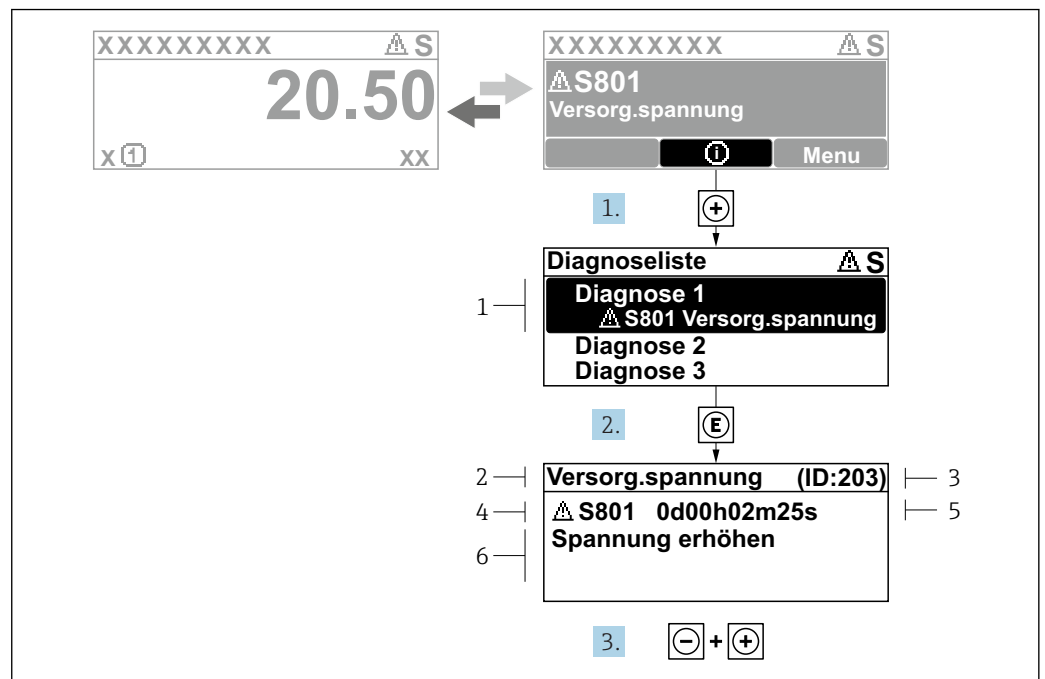 XXXXXXXXX ⚠ S
20.50
x ① xx
XXXXXXXXX ⚠ S
⚠ S801
Versorg.spannung
ⓘ Menu
1. +
Diagnoseliste ⚠ S
1
Diagnose 1
⚠ S801 Versorg.spannung
Diagnose 2
Diagnose 3
2. E
2 Versorg.spannung (ID:203) 3
4 ⚠ S801 0d00h02m25s 5
6 Spannung erhöhen
3. - + +